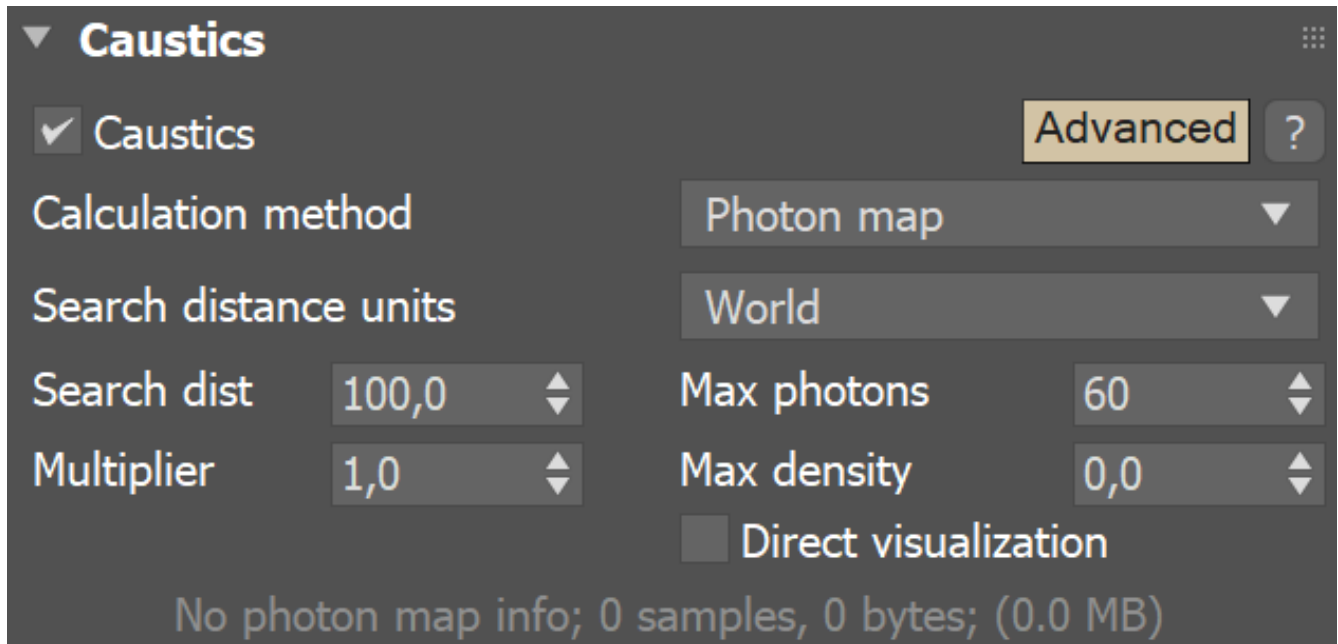 Caustics
Caustics Advanced ?
Calculation method Photon map
Search distance units World
Search dist 100,0 Max photons 60
Multiplier 1,0 Max density 0,0
Direct visualization
No photon map info; 0 samples, 0 bytes; (0.0 MB)